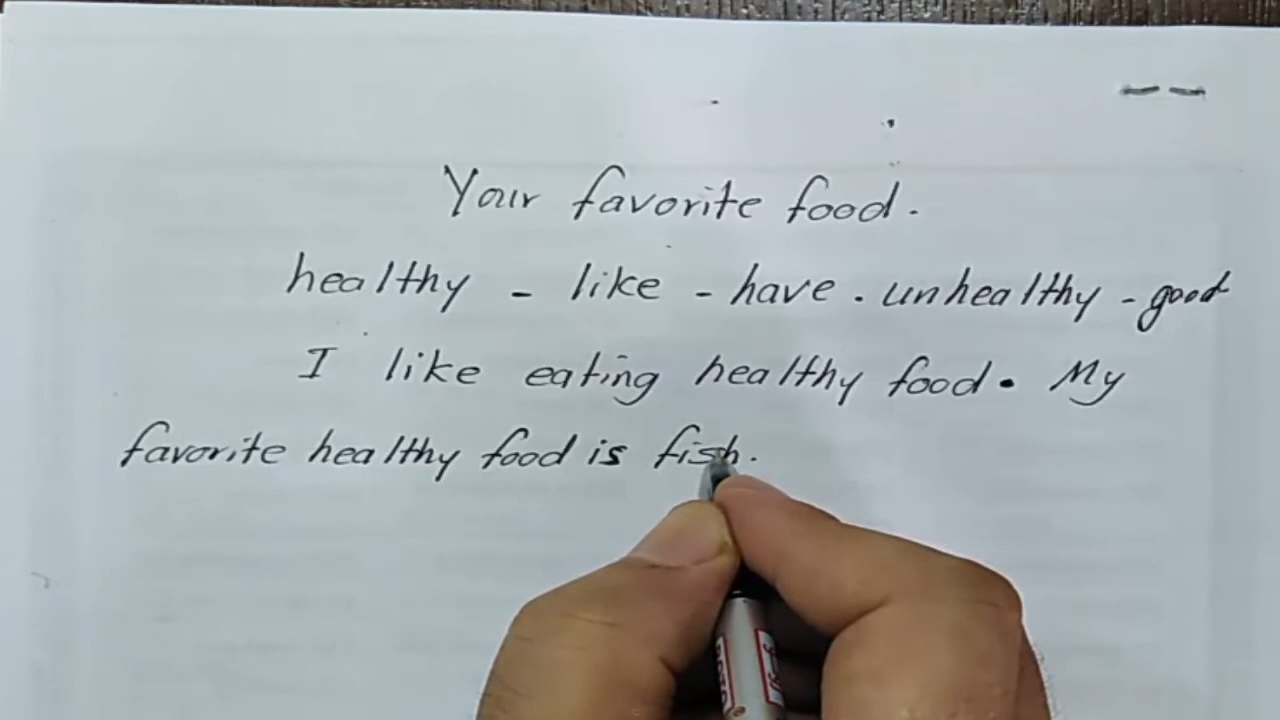 Your favorite food.
healthy - like - have . unhealthy - good
I like eating healthy food. My
favorite healthy food is fish.